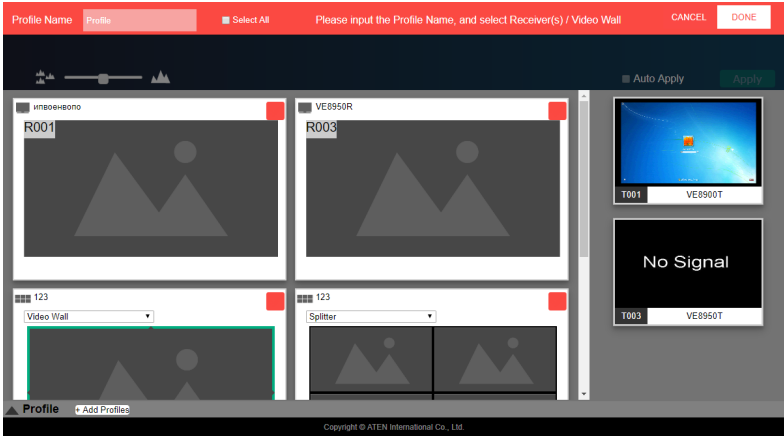 Profile Name Profile Select All Please input the Profile Name, and select Receiver(s) / Video Wall CANCEL DONE
Auto Apply Apply
ипвоенвопо
R001
VE8950R
R003
123
Video Wall
123
Splitter
T001 VE8900T
No Signal
T003 VE8950T
Profile + Add Profiles
Copyright © ATEN International Co., Ltd.